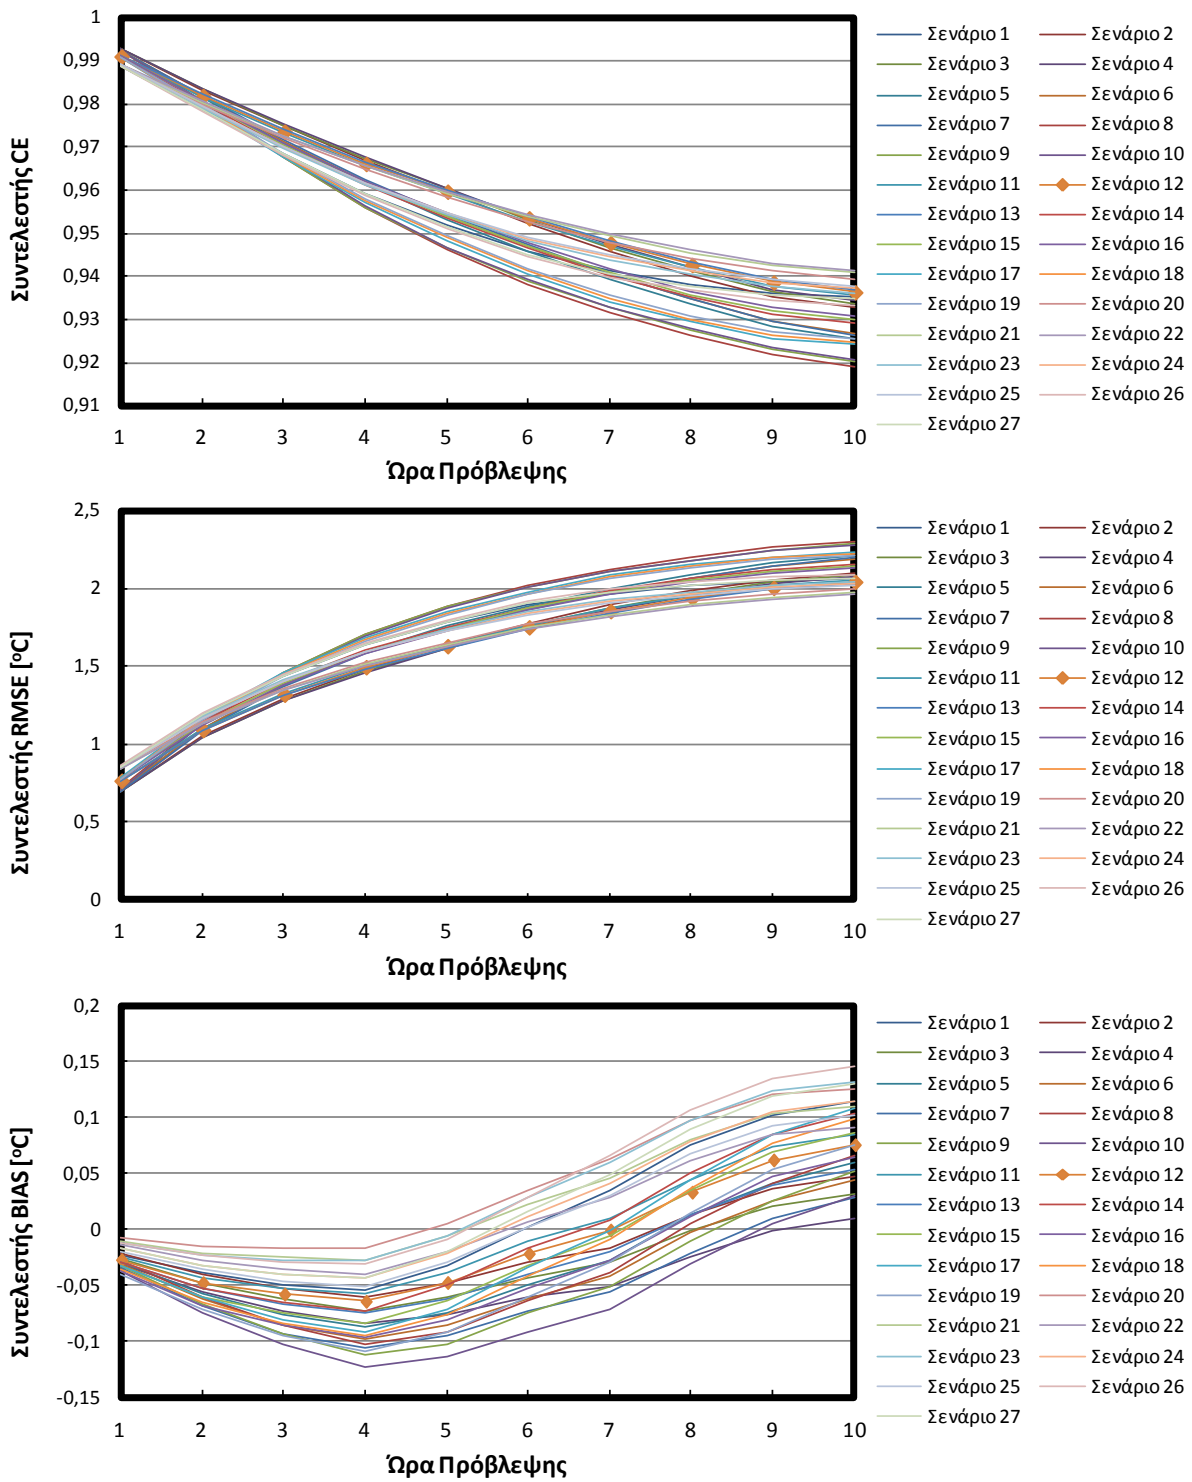 Συντελεστής CE
1
0,99
0,98
0,97
0,96
0,95
0,94
0,93
0,92
0,91
1 2 3 4 5 6 7 8 9 10
Ώρα Πρόβλεψης
Σενάριο 1 Σενάριο 2
Σενάριο 3 Σενάριο 4
Σενάριο 5 Σενάριο 6
Σενάριο 7 Σενάριο 8
Σενάριο 9 Σενάριο 10
Σενάριο 11 Σενάριο 12
Σενάριο 13 Σενάριο 14
Σενάριο 15 Σενάριο 16
Σενάριο 17 Σενάριο 18
Σενάριο 19 Σενάριο 20
Σενάριο 21 Σενάριο 22
Σενάριο 23 Σενάριο 24
Σενάριο 25 Σενάριο 26
Σενάριο 27
Συντελεστής RMSE [ºC]
2,5
2
1,5
1
0,5
0
1 2 3 4 5 6 7 8 9 10
Ώρα Πρόβλεψης
Σενάριο 1 Σενάριο 2
Σενάριο 3 Σενάριο 4
Σενάριο 5 Σενάριο 6
Σενάριο 7 Σενάριο 8
Σενάριο 9 Σενάριο 10
Σενάριο 11 Σενάριο 12
Σενάριο 13 Σενάριο 14
Σενάριο 15 Σενάριο 16
Σενάριο 17 Σενάριο 18
Σενάριο 19 Σενάριο 20
Σενάριο 21 Σενάριο 22
Σενάριο 23 Σενάριο 24
Σενάριο 25 Σενάριο 26
Σενάριο 27
Συντελεστής BIAS [ºC]
0,2
0,15
0,1
0,05
0
-0,05
-0,1
-0,15
1 2 3 4 5 6 7 8 9 10
Ώρα Πρόβλεψης
Σενάριο 1 Σενάριο 2
Σενάριο 3 Σενάριο 4
Σενάριο 5 Σενάριο 6
Σενάριο 7 Σενάριο 8
Σενάριο 9 Σενάριο 10
Σενάριο 11 Σενάριο 12
Σενάριο 13 Σενάριο 14
Σενάριο 15 Σενάριο 16
Σενάριο 17 Σενάριο 18
Σενάριο 19 Σενάριο 20
Σενάριο 21 Σενάριο 22
Σενάριο 23 Σενάριο 24
Σενάριο 25 Σενάριο 26
Σενάριο 27